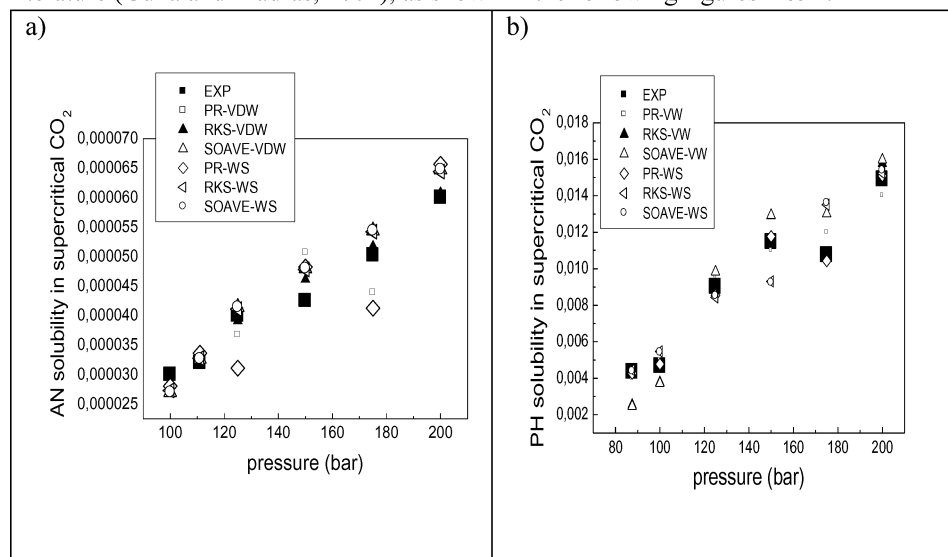 a)
EXP
PR-VDW
RKS-VDW
SOAVE-VDW
PR-WS
RKS-WS
SOAVE-WS
AN solubility in supercritical CO2
0,000070
0,000065
0,000060
0,000055
0,000050
0,000045
0,000040
0,000035
0,000030
0,000025
100 120 140 160 180 200
pressure (bar)
b)
EXP
PR-VW
RKS-VW
SOAVE-VW
PR-WS
RKS-WS
SOAVE-WS
PH solubility in supercritical CO2
0,018
0,016
0,014
0,012
0,010
0,008
0,006
0,004
0,002
80 100 120 140 160 180 200
pressure (bar)